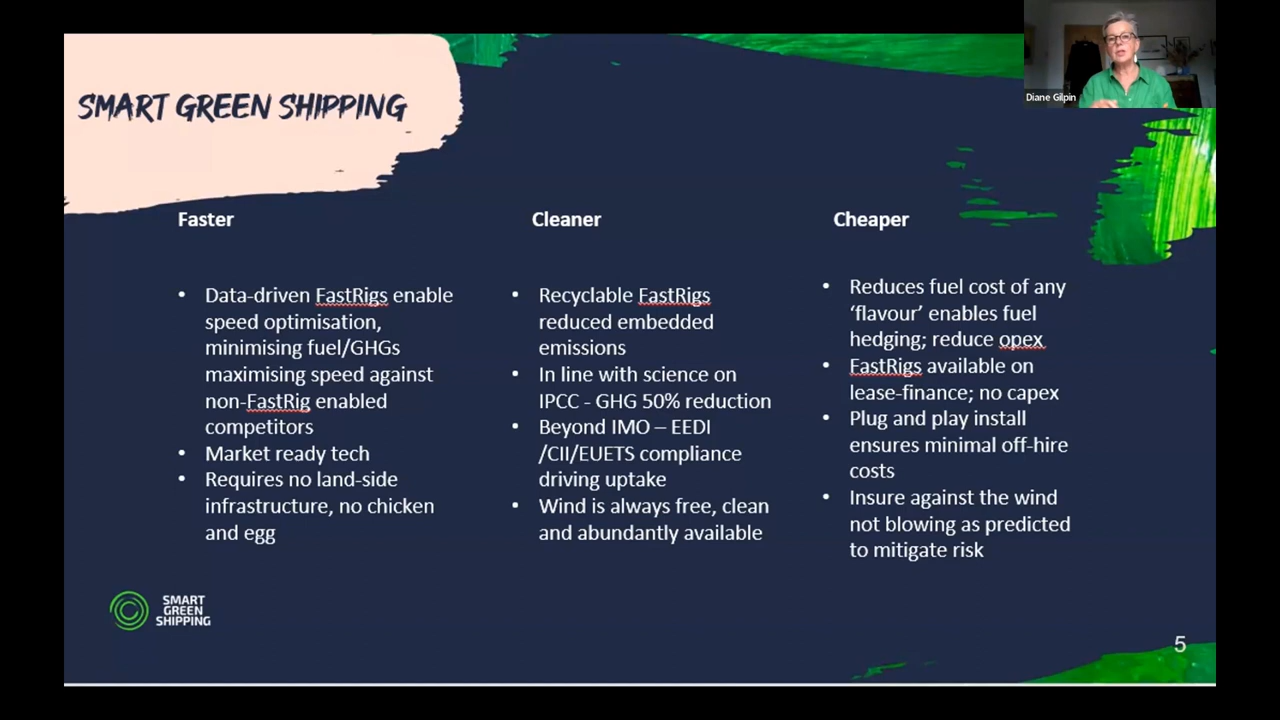 Diane Gilpin
SMART GREEN SHIPPING
Faster
• Data-driven FastRigs enable
speed optimisation,
minimising fuel/GHGs
maximising speed against
non-FastRig enabled
competitors
• Market ready tech
• Requires no land-side
infrastructure, no chicken
and egg
Cleaner
• Recyclable FastRigs
reduced embedded
emissions
• In line with science on
IPCC - GHG 50% reduction
• Beyond IMO – EEDI
/CII/EUETS compliance
driving uptake
• Wind is always free, clean
and abundantly available
Cheaper
• Reduces fuel cost of any
‘flavour’ enables fuel
hedging; reduce opex
• FastRigs available on
lease-finance; no capex
• Plug and play install
ensures minimal off-hire
costs
• Insure against the wind
not blowing as predicted
to mitigate risk
SMART
GREEN
SHIPPING
5